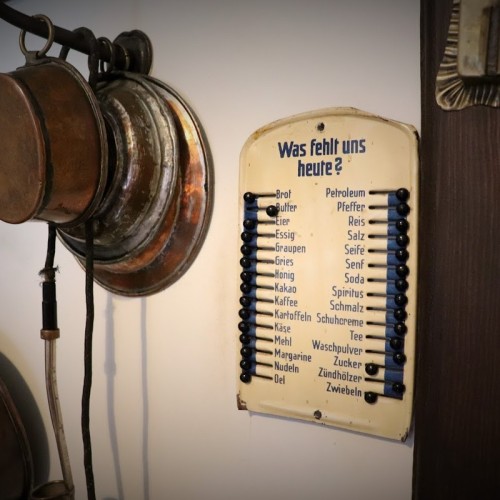 Was fehlt uns
heute?
Brot
Butter
Eier
Essig
Graupen
Gries
Honig
Kakao
Kaffee
Kartoffeln
Käse
Mehl
Margarine
Nudeln
Oel
Petroleum
Pfeffer
Reis
Salz
Seife
Senf
Soda
Spiritus
Schmalz
Schuhcreme
Tee
Waschpulver
Zucker
Zündhölzer
Zwiebeln